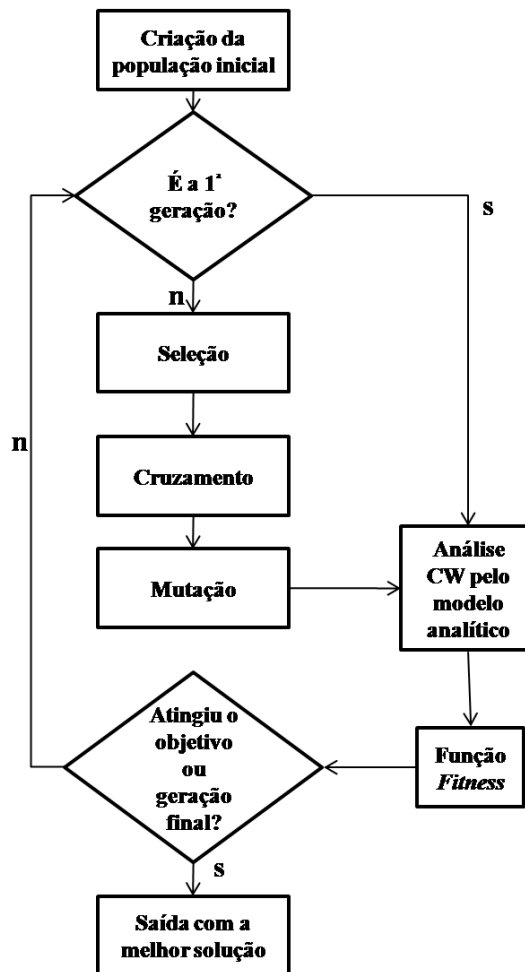 Criação da
população inicial
É a 1ª
geração?
s
n
Seleção
n
Cruzamento
Mutação
Análise
CW pelo
modelo
analítico
Atingiu o
objetivo
ou
geração
final?
Função
Fitness
s
Saída com a
melhor solução